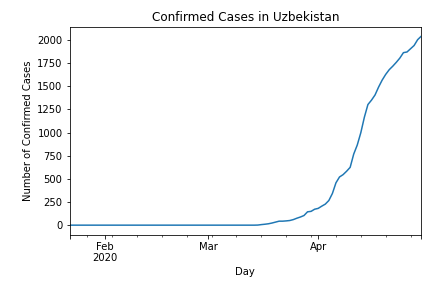 Confirmed Cases in Uzbekistan
Number of Confirmed Cases
2000
1750
1500
1250
1000
750
500
250
0
Feb
2020
Mar
Apr
Day